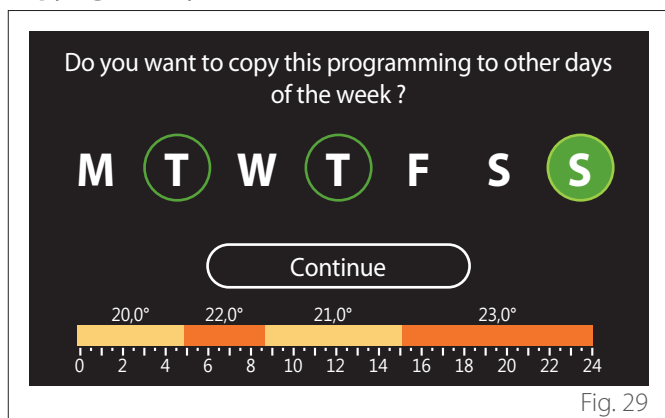 Do you want to copy this programming to other days
of the week ?
M T W T F S S
Continue
20,0° 22,0° 21,0° 23,0°
0 2 4 6 8 10 12 14 16 18 20 22 24
Fig. 29